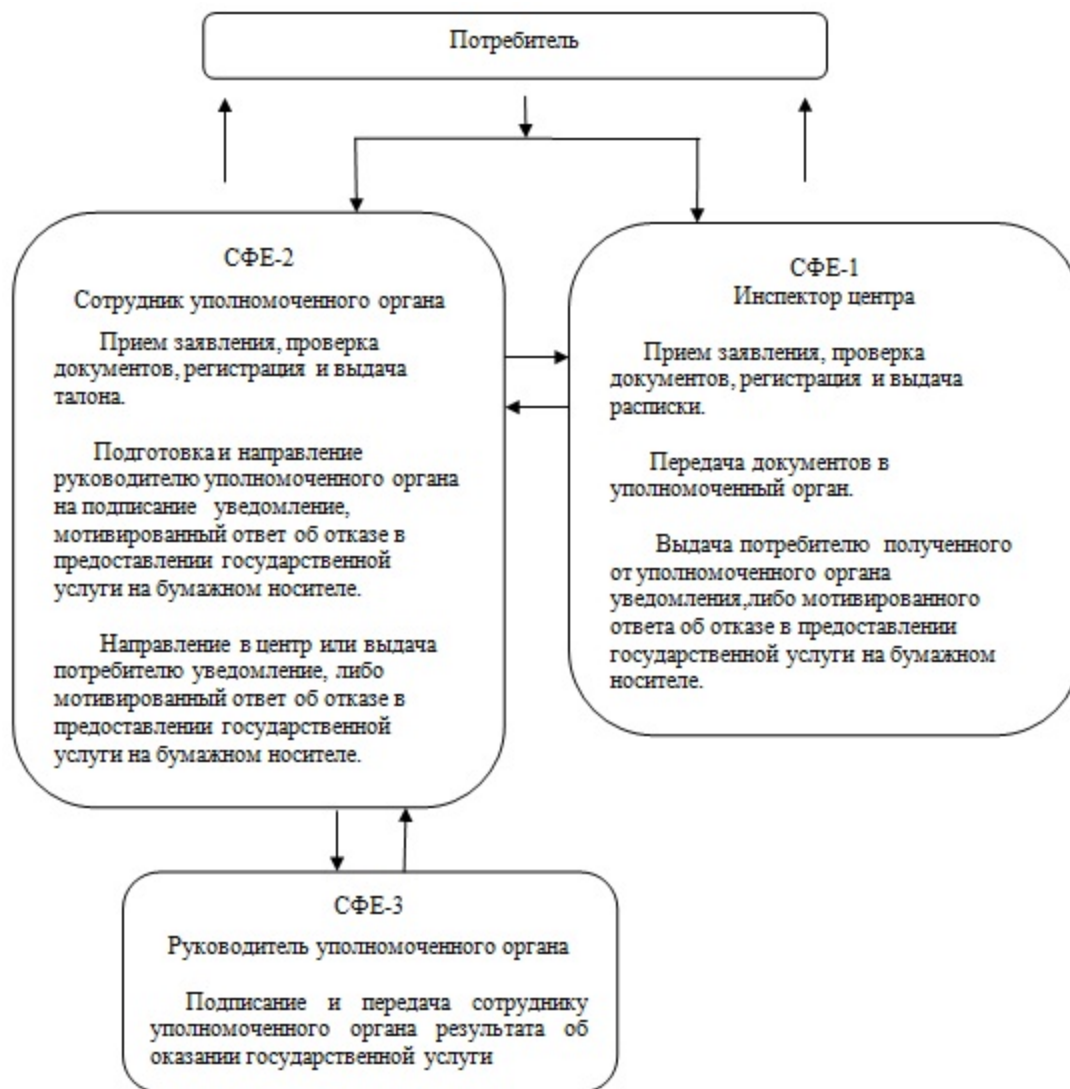 Потребитель
СФЕ-2
Сотрудник уполномоченного органа
Прием заявления, проверка
документов, регистрация и выдача
талона.
Подготовка и направление
руководителю уполномоченного органа
на подписание уведомление,
мотивированный ответ об отказе в
предоставлении государственной
услуги на бумажном носителе.
Направление в центр или выдача
потребителю уведомление, либо
мотивированный ответ об отказе в
предоставлении государственной
услуги на бумажном носителе.
СФЕ-1
Инспектор центра
Прием заявления, проверка
документов, регистрация и выдача
расписки.
Передача документов в
уполномоченный орган.
Выдача потребителю полученного
от уполномоченного органа
уведомления,либо мотивированного
ответа об отказе в предоставлении
государственной услуги на бумажном
носителе.
СФЕ-3
Руководитель уполномоченного органа
Подписание и передача сотруднику
уполномоченного органа результата об
оказании государственной услуги